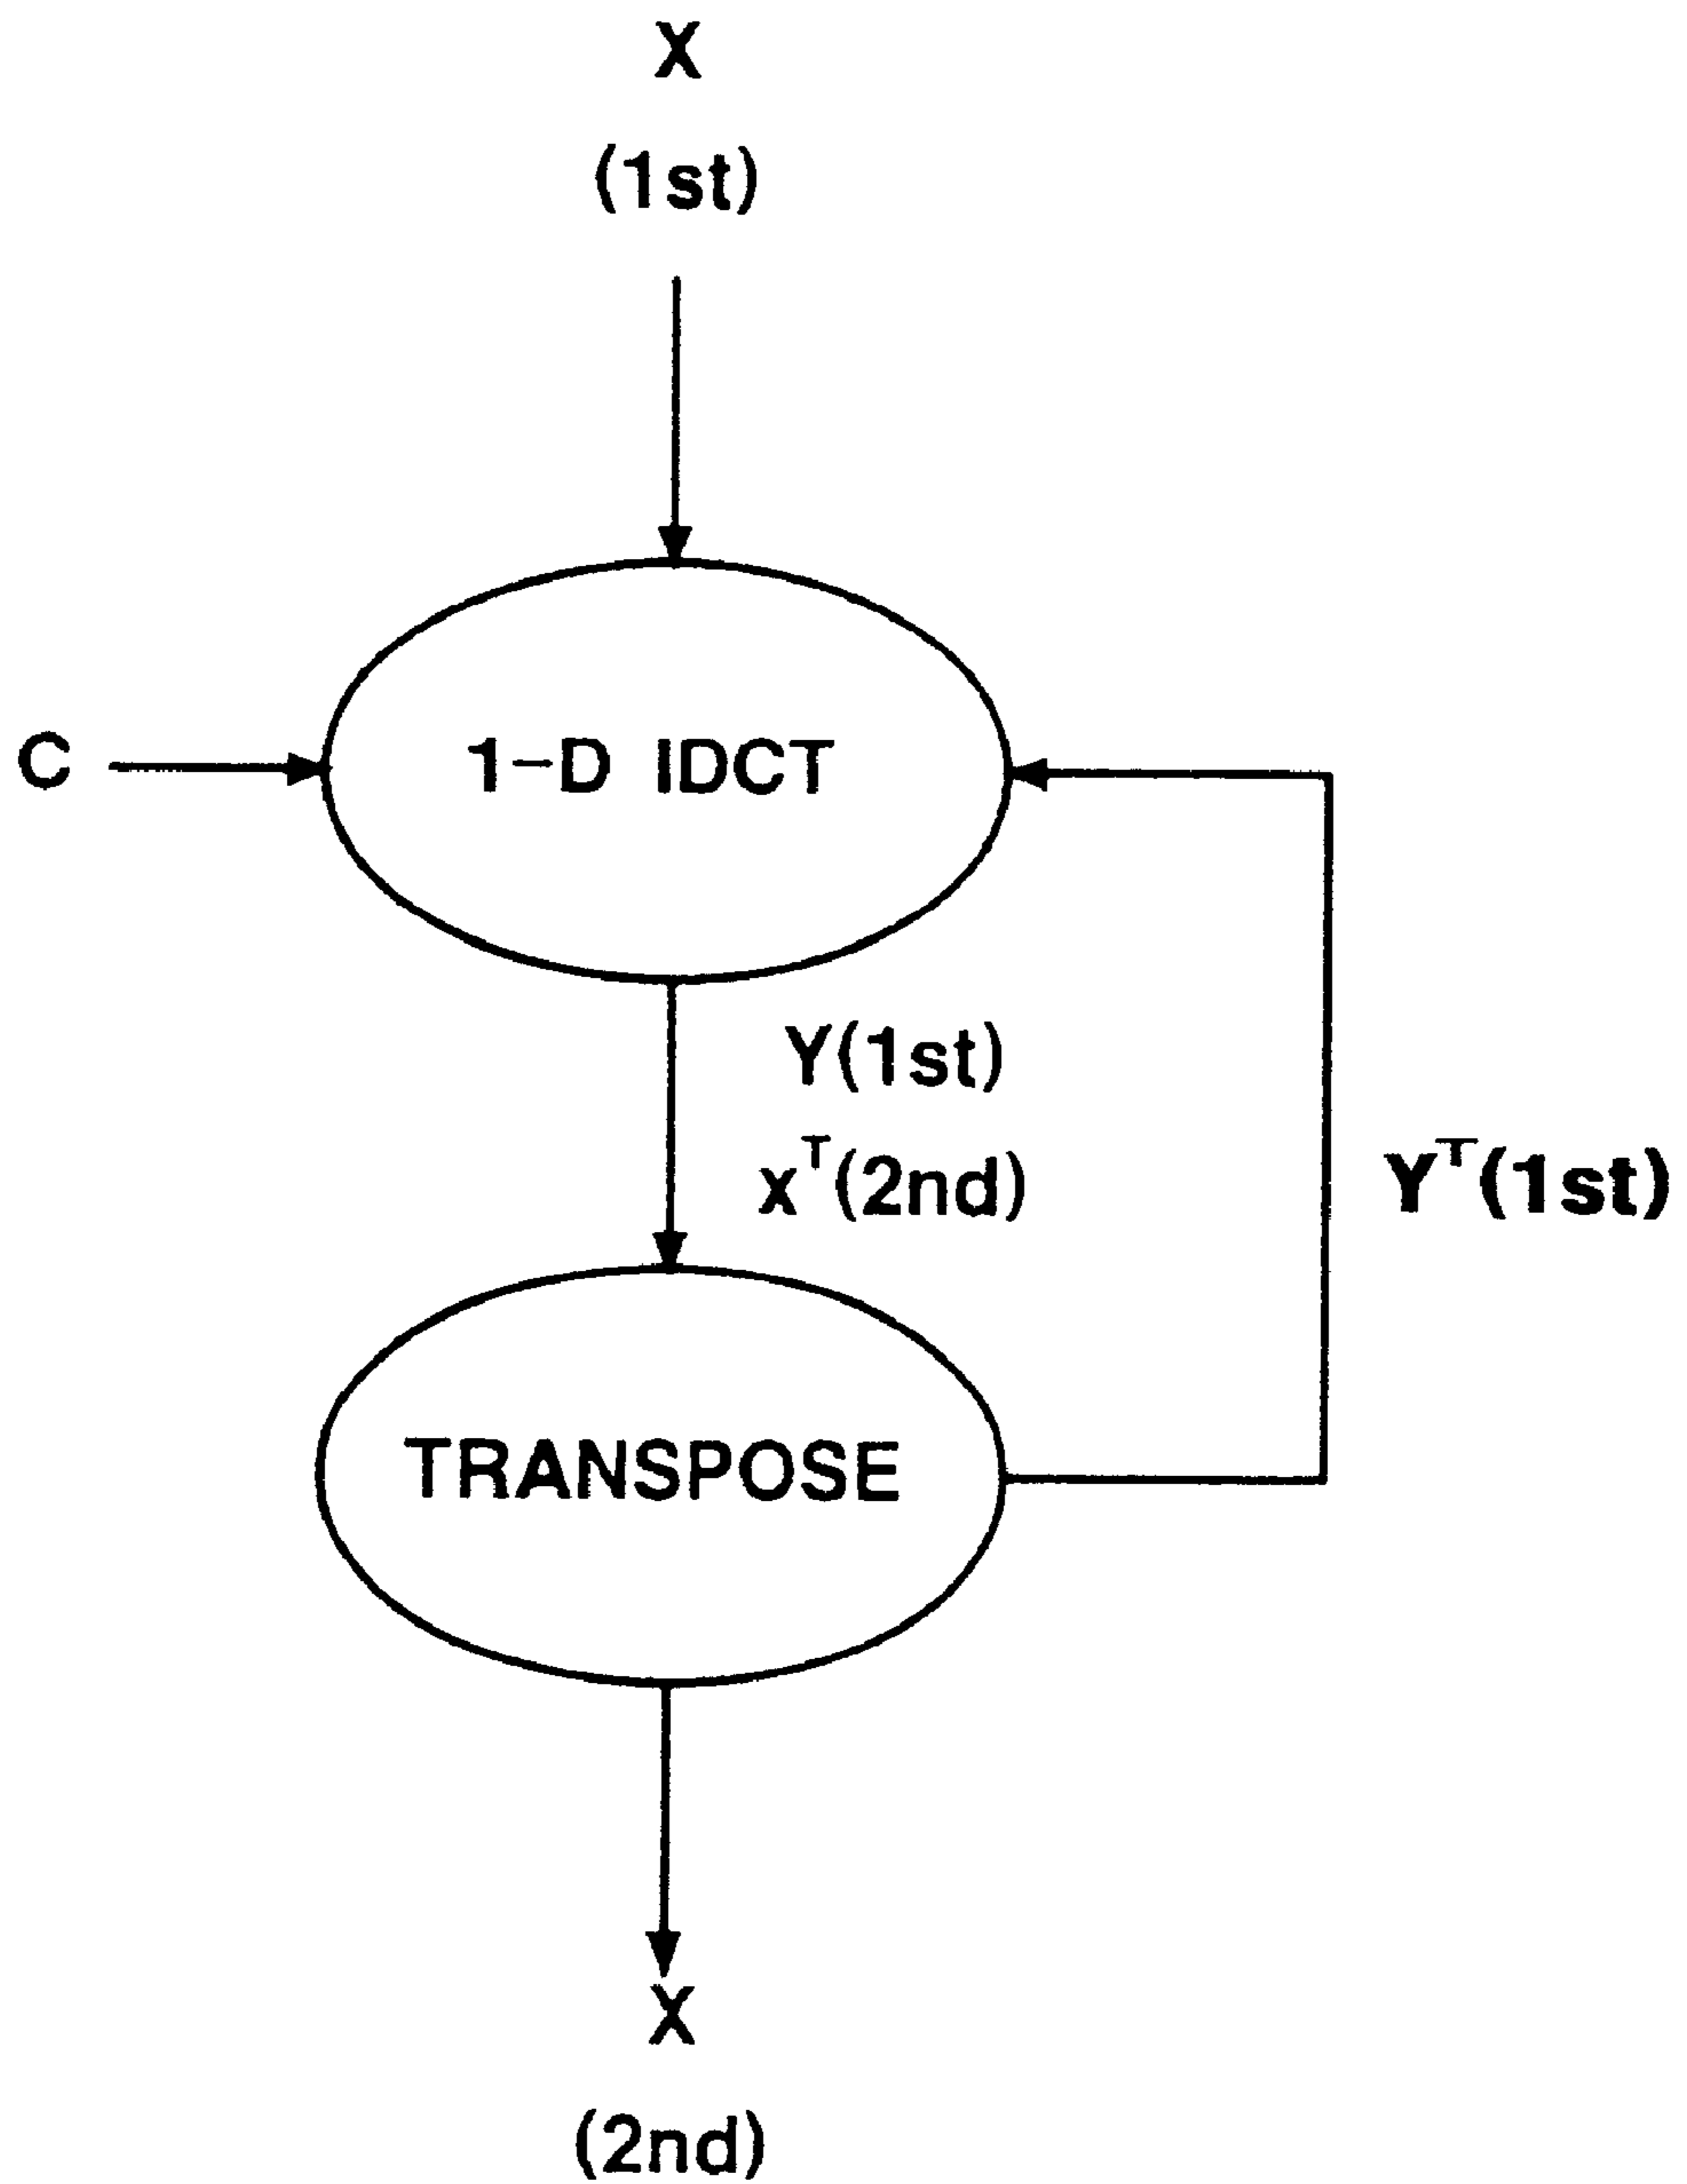 X
(1st)
C
1-D IDCT
Y(1st)
x^T(2nd)
Y^T(1st)
TRANSPOSE
X
(2nd)